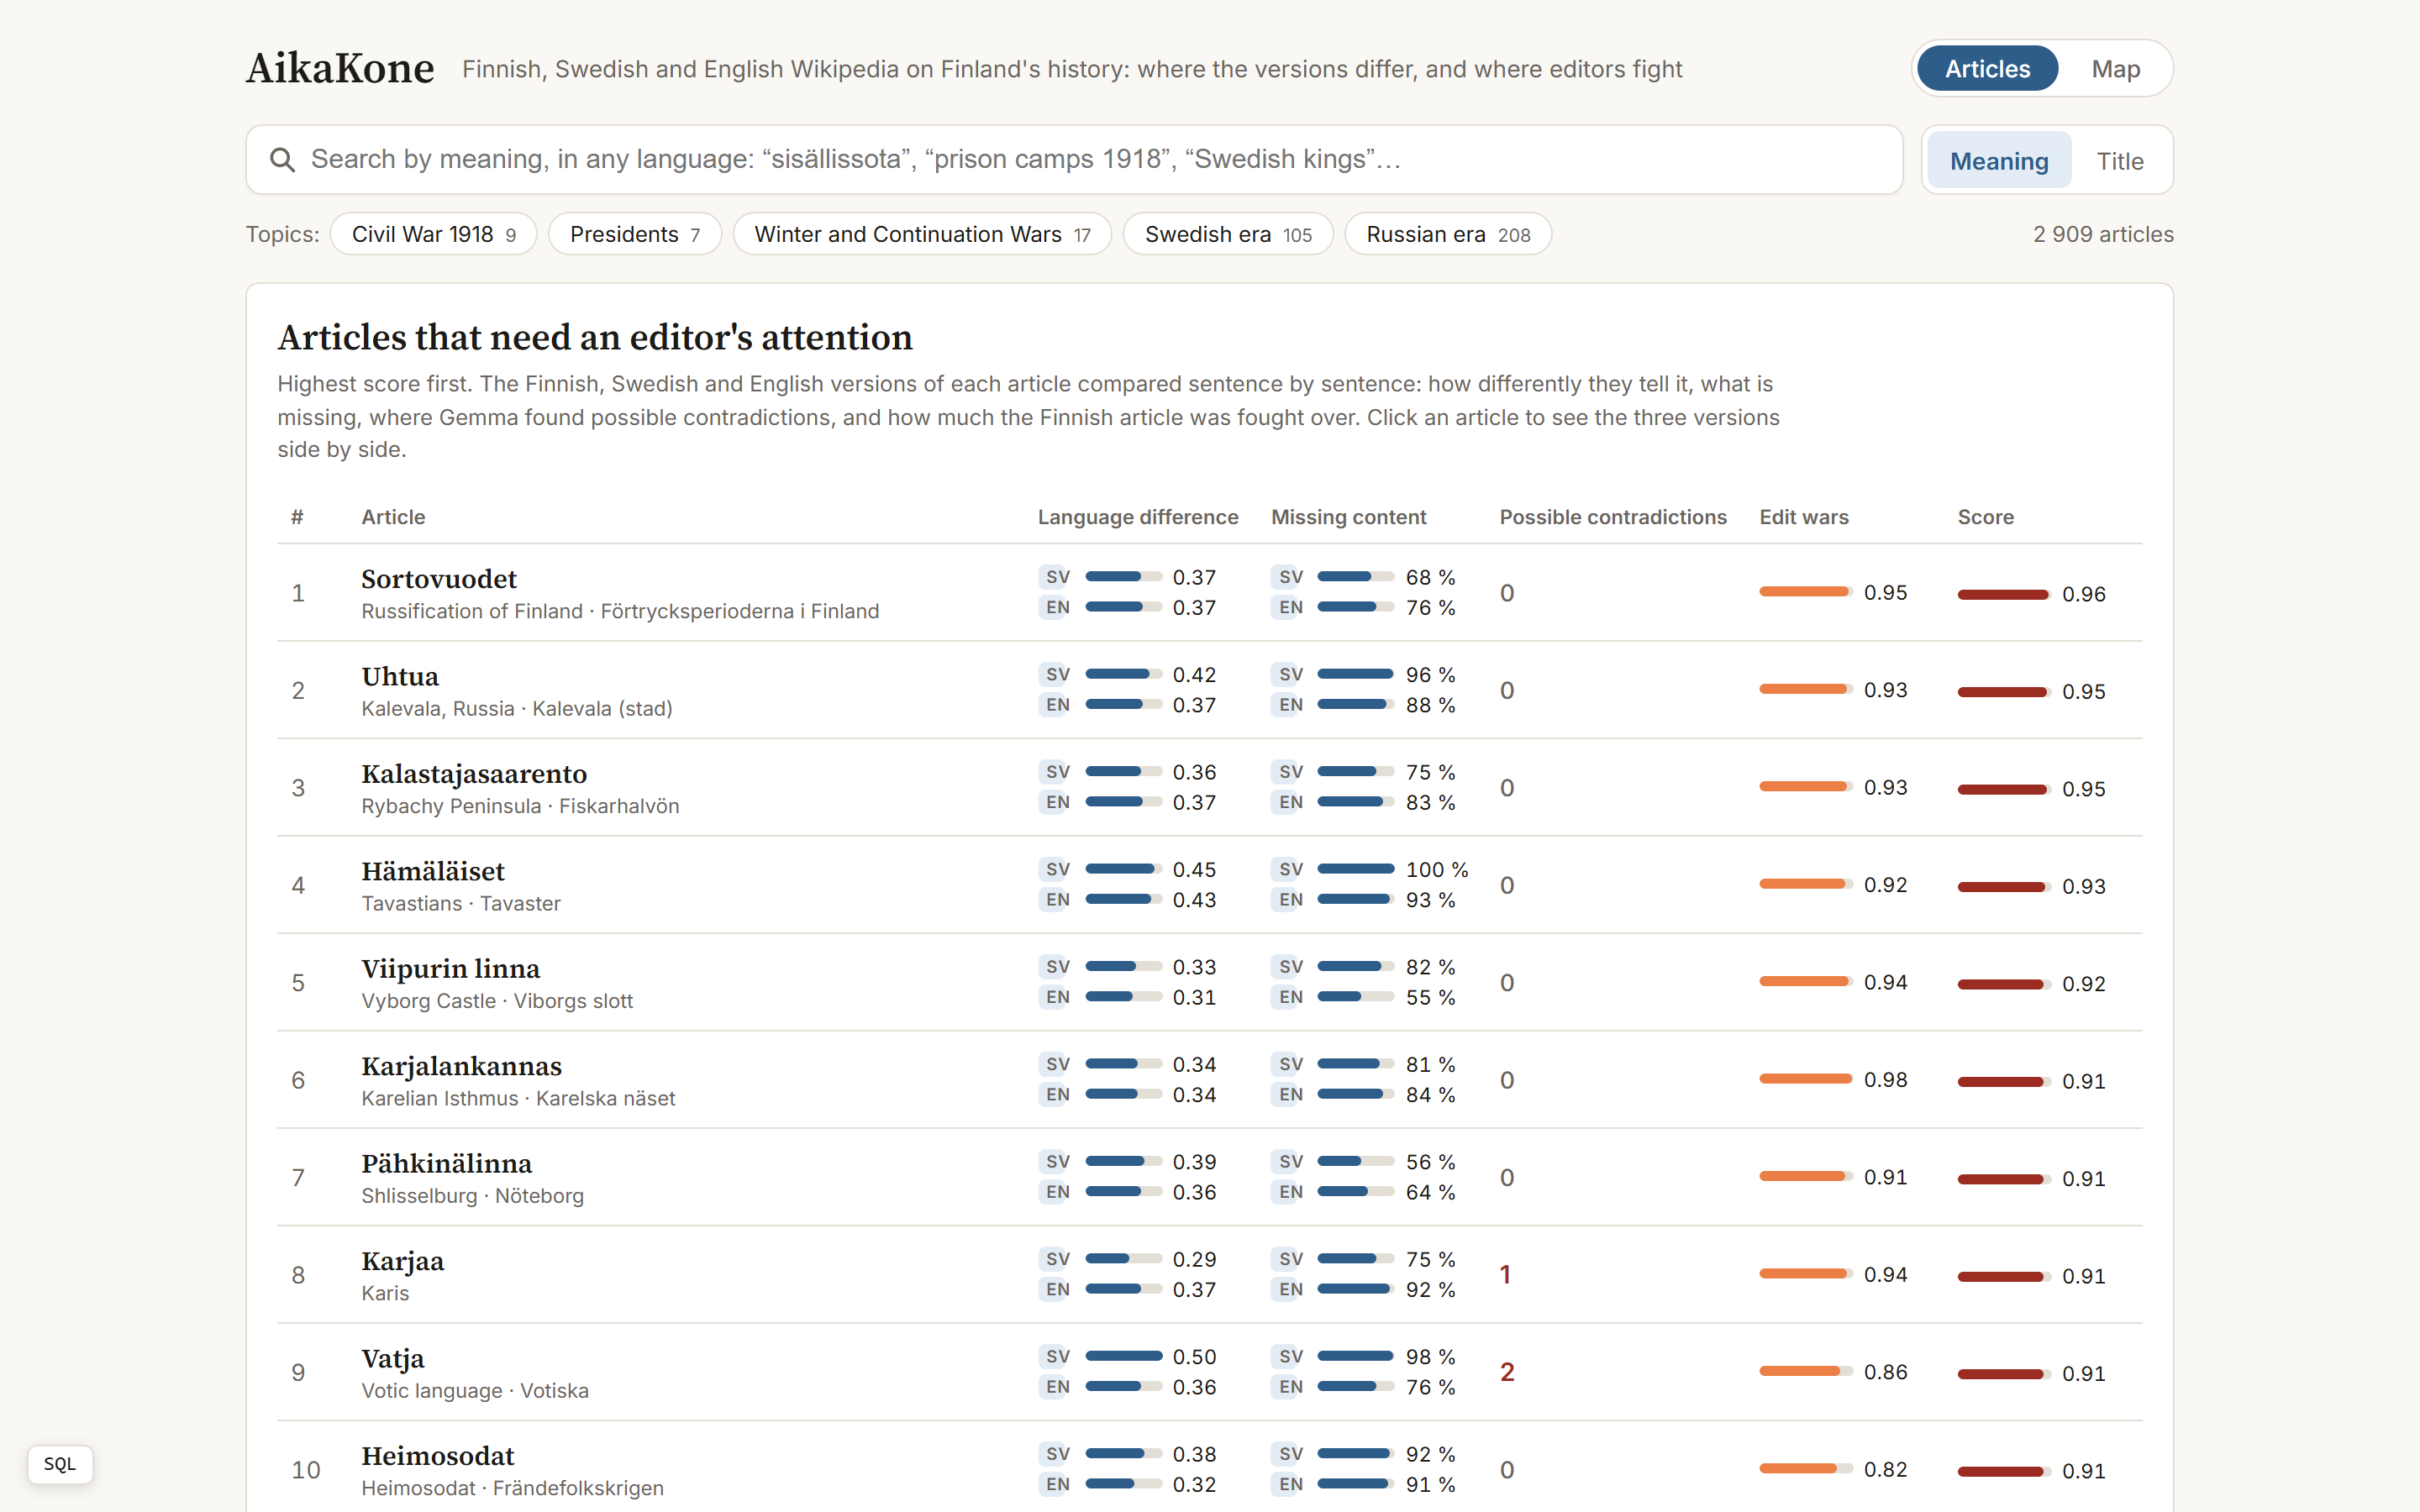 AikaKone
Finnish, Swedish and English Wikipedia on Finland's history: where the versions differ, and where editors fight
Articles
Map
Search by meaning, in any language: “sisällissota”, “prison camps 1918”, “Swedish kings”…
Meaning
Title
Topics:
Civil War 1918 9
Presidents 7
Winter and Continuation Wars 17
Swedish era 105
Russian era 208
2 909 articles
Articles that need an editor's attention
Highest score first. The Finnish, Swedish and English versions of each article compared sentence by sentence: how differently they tell it, what is
missing, where Gemma found possible contradictions, and how much the Finnish article was fought over. Click an article to see the three versions
side by side.
# Article Language difference Missing content Possible contradictions Edit wars Score
1 Sortovuodet
Russification of Finland · Förtrycksperioderna i Finland
SV 0.37 SV 68 %
EN 0.37 EN 76 %
0 0.95 0.96
2 Uhtua
Kalevala, Russia · Kalevala (stad)
SV 0.42 SV 96 %
EN 0.37 EN 88 %
0 0.93 0.95
3 Kalastajasaarento
Rybachy Peninsula · Fiskarhalvön
SV 0.36 SV 75 %
EN 0.37 EN 83 %
0 0.93 0.95
4 Hämäläiset
Tavastians · Tavaster
SV 0.45 SV 100 %
EN 0.43 EN 93 %
0 0.92 0.93
5 Viipurin linna
Vyborg Castle · Viborgs slott
SV 0.33 SV 82 %
EN 0.31 EN 55 %
0 0.94 0.92
6 Karjalankannas
Karelian Isthmus · Karelska näset
SV 0.34 SV 81 %
EN 0.34 EN 84 %
0 0.98 0.91
7 Pähkinälinna
Shlisselburg · Nöteborg
SV 0.39 SV 56 %
EN 0.36 EN 64 %
0 0.91 0.91
8 Karjaa
Karis
SV 0.29 SV 75 %
EN 0.37 EN 92 %
1 0.94 0.91
9 Vatja
Votic language · Votiska
SV 0.50 SV 98 %
EN 0.36 EN 76 %
2 0.86 0.91
10 Heimosodat
Heimosodat · Frändefolkskrigen
SV 0.38 SV 92 %
EN 0.32 EN 91 %
0 0.82 0.91
SQL